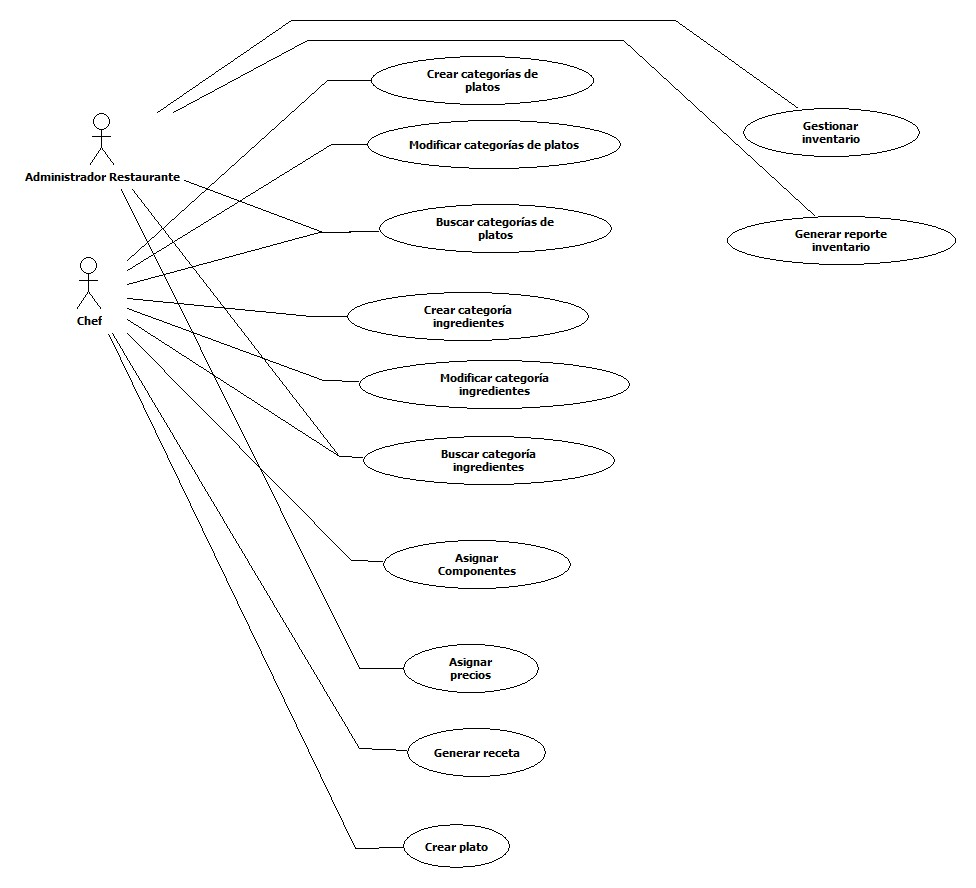 Crear categorías de
platos
Gestionar
inventario
Modificar categorías de platos
Administrador Restaurante
Buscar categorías de
platos
Generar reporte
inventario
Chef
Crear categoría
ingredientes
Modificar categoría
ingredientes
Buscar categoría
ingredientes
Asignar
Componentes
Asignar
precios
Generar receta
Crear plato